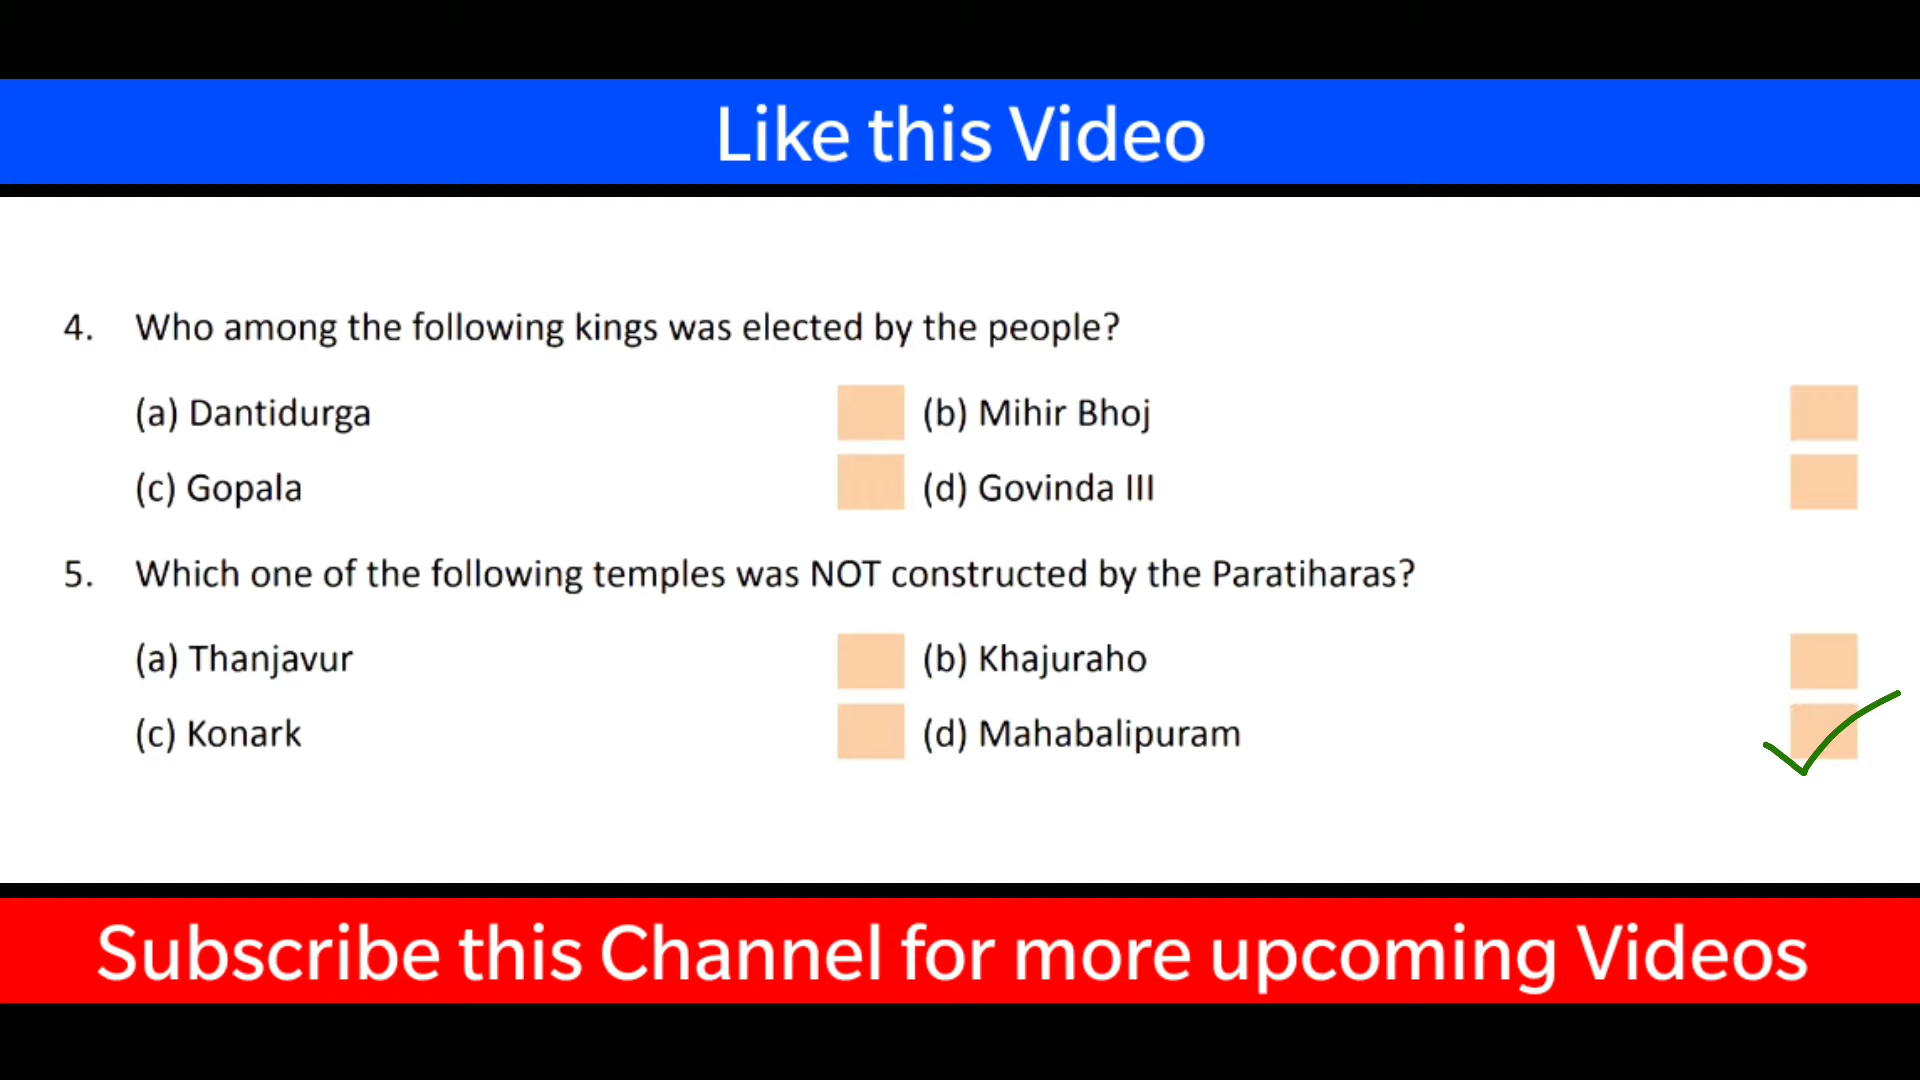 Like this Video
4. Who among the following kings was elected by the people?
(a) Dantidurga (b) Mihir Bhoj
(c) Gopala (d) Govinda III
5. Which one of the following temples was NOT constructed by the Paratiharas?
(a) Thanjavur (b) Khajuraho
(c) Konark (d) Mahabalipuram
Subscribe this Channel for more upcoming Videos